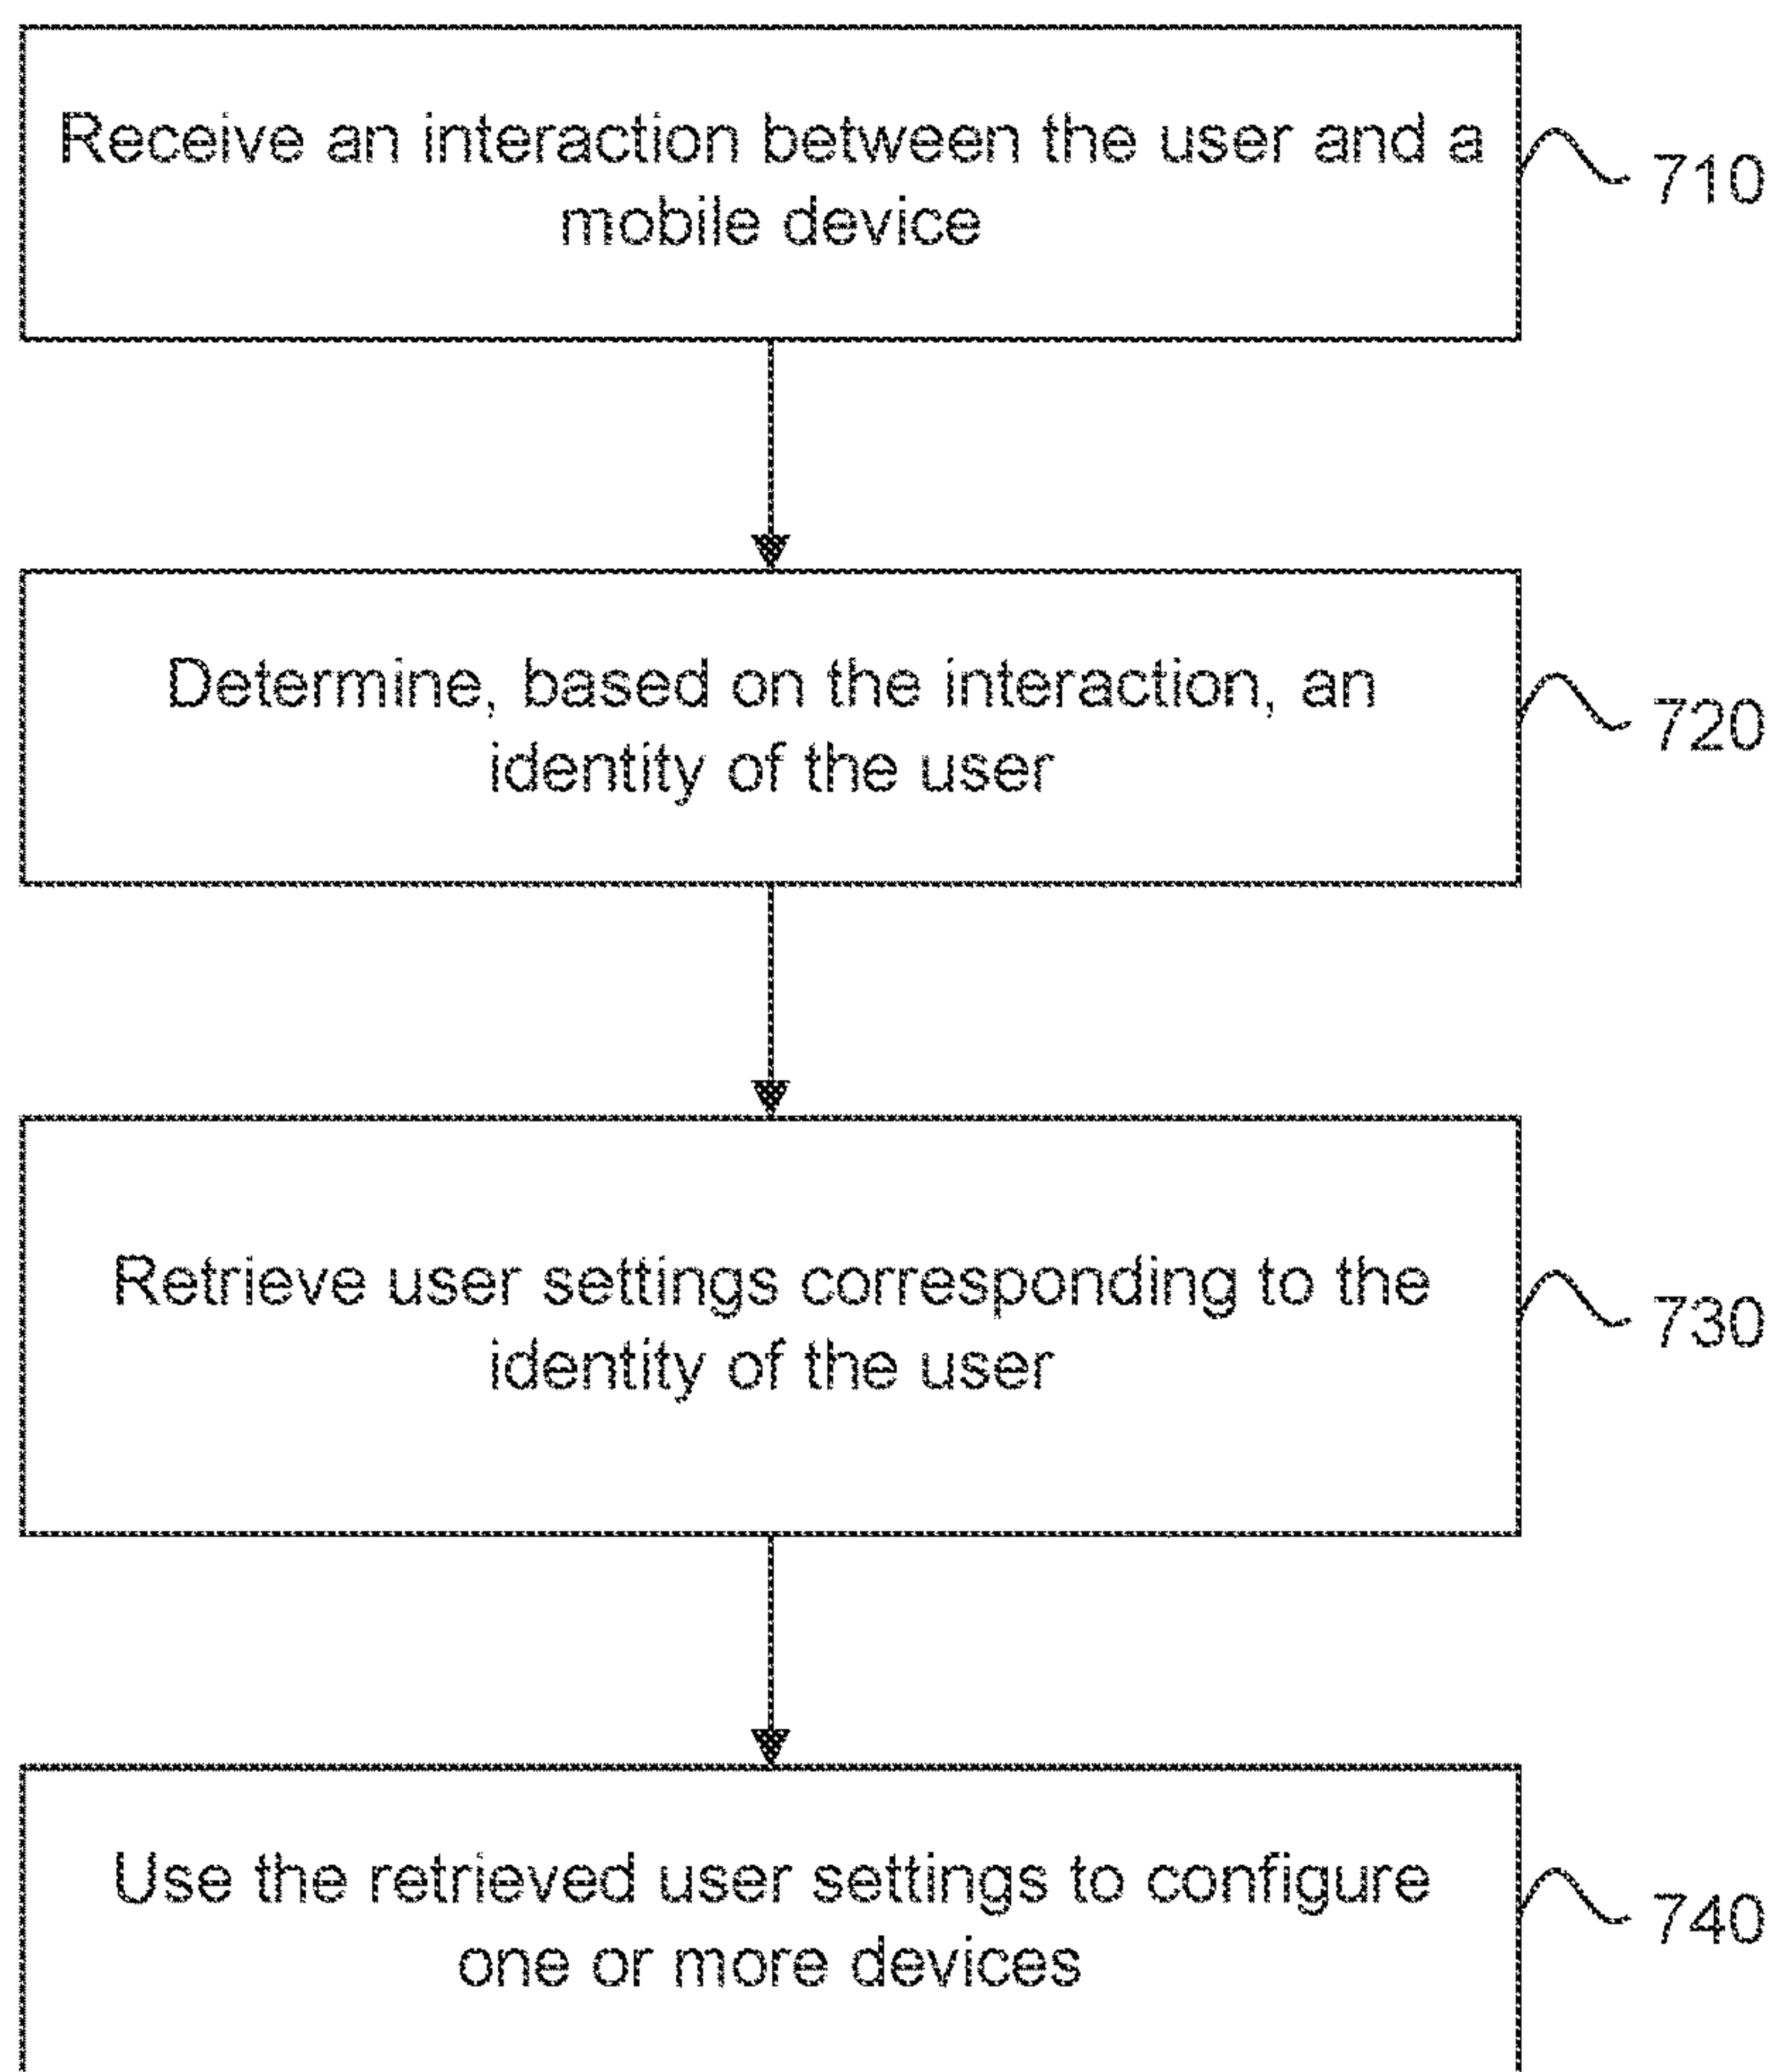 Receive an interaction between the user and a
mobile device
710
Determine, based on the interaction, an
identity of the user
720
Retrieve user settings corresponding to the
identity of the user
730
Use the retrieved user settings to configure
one or more devices
740